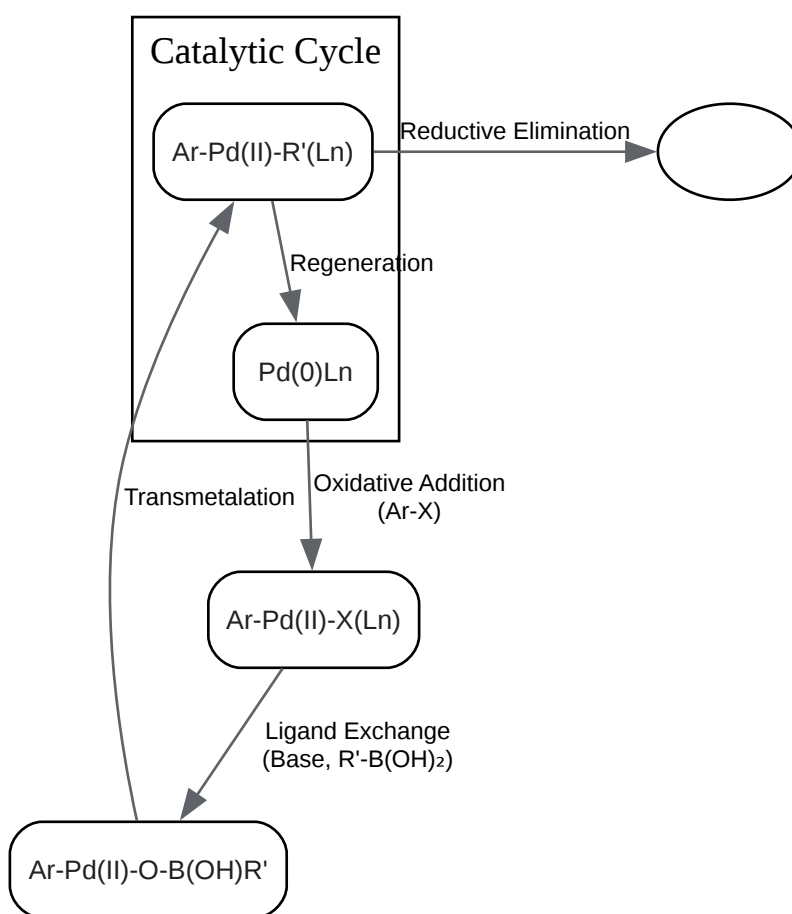 Catalytic Cycle
Ar-Pd(II)-R'(Ln)
Reductive Elimination
Regeneration
Pd(0)Ln
Transmetalation
Oxidative Addition
(Ar-X)
Ar-Pd(II)-X(Ln)
Ligand Exchange
(Base, R'-B(OH)₂)
Ar-Pd(II)-O-B(OH)R'